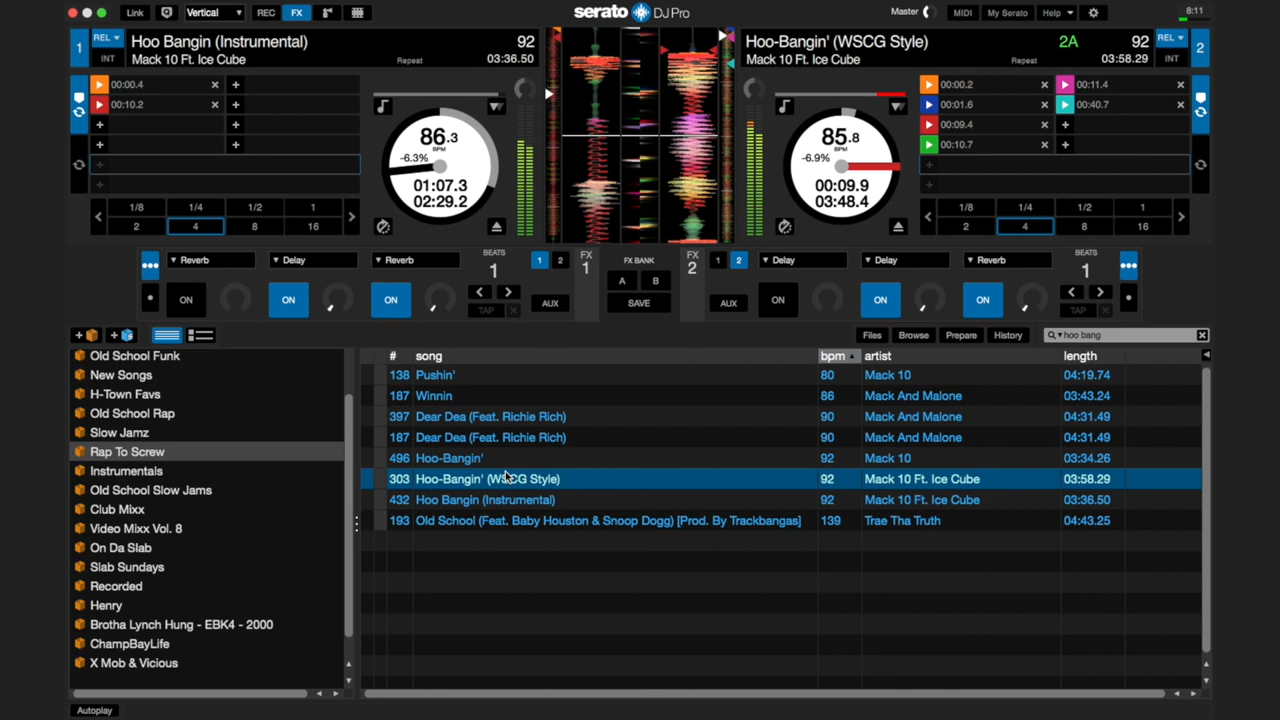 Link Vertical REC FX serato DJ Pro Master MIDI My Serato Help 8:11
1 REL Hoo Bangin (Instrumental) 92
INT Mack 10 Ft. Ice Cube Repeat 03:36.50
Hoo-Bangin' (WSCG Style) 2A 92 REL 2
Mack 10 Ft. Ice Cube Repeat 03:58.29 INT
00:00.4
00:10.2
86.3
BPM
-6.3%
01:07.3
02:29.2
1/8 1/4 1/2 1
2 4 8 16
00:00.2 00:11.4
00:01.6 00:40.7
00:09.4
00:10.7
85.8
BPM
-6.9%
00:09.9
03:48.4
1/8 1/4 1/2 1
2 4 8 16
Reverb Delay Reverb BEATS 1 1 2 FX 1
ON ON ON TAP X AUX
FX BANK
A B
SAVE
FX 2 1 2 Delay Delay Reverb BEATS 1
AUX ON ON ON TAP X
Files Browse Prepare History hoo bang
Old School Funk
New Songs
H-Town Favs
Old School Rap
Slow Jamz
Rap To Screw
Instrumentals
Old School Slow Jams
Club Mixx
Video Mixx Vol. 8
On Da Slab
Slab Sundays
Recorded
Henry
Brotha Lynch Hung - EBK4 - 2000
ChampBayLife
X Mob & Vicious
# song bpm artist length
138 Pushin' 80 Mack 10 04:19.74
187 Winnin 86 Mack And Malone 03:43.24
397 Dear Dea (Feat. Richie Rich) 90 Mack And Malone 04:31.49
187 Dear Dea (Feat. Richie Rich) 90 Mack And Malone 04:31.49
496 Hoo-Bangin' 92 Mack 10 03:34.26
303 Hoo-Bangin' (WSCG Style) 92 Mack 10 Ft. Ice Cube 03:58.29
432 Hoo Bangin (Instrumental) 92 Mack 10 Ft. Ice Cube 03:36.50
193 Old School (Feat. Baby Houston & Snoop Dogg) [Prod. By Trackbangas] 139 Trae Tha Truth 04:43.25
Autoplay